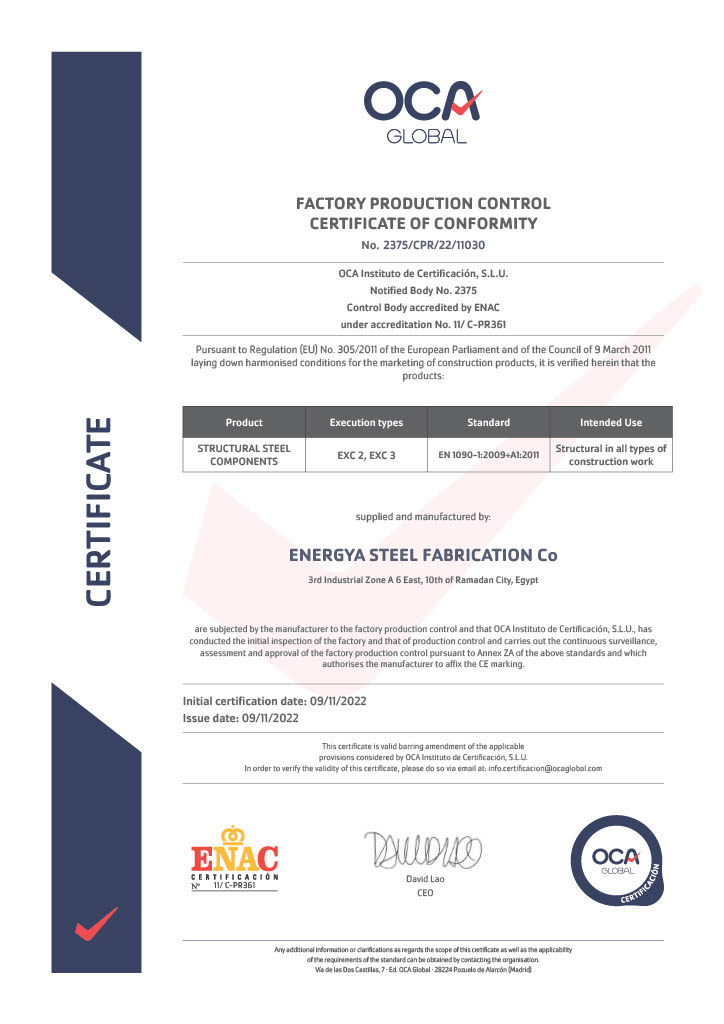 OCA
GLOBAL
FACTORY PRODUCTION CONTROL
CERTIFICATE OF CONFORMITY
No. 2375/CPR/22/11030
OCA Instituto de Certificación, S.L.U.
Notified Body No. 2375
Control Body accredited by ENAC
under accreditation No. 11/ C-PR361
Pursuant to Regulation (EU) No. 305/2011 of the European Parliament and of the Council of 9 March 2011
laying down harmonised conditions for the marketing of construction products, it is verified herein that the
products:
Product Execution types Standard Intended Use
STRUCTURAL STEEL COMPONENTS EXC 2, EXC 3 EN 1090-1:2009+A1:2011 Structural in all types of construction work
CERTIFICATE
supplied and manufactured by:
ENERGYA STEEL FABRICATION Co
3rd Industrial Zone A 6 East, 10th of Ramadan City, Egypt
are subjected by the manufacturer to the factory production control and that OCA Instituto de Certificación, S.L.U., has
conducted the initial inspection of the factory and that of production control and carries out the continuous surveillance,
assessment and approval of the factory production control pursuant to Annex ZA of the above standards and which
authorises the manufacturer to affix the CE marking.
Initial certification date: 09/11/2022
Issue date: 09/11/2022
This certificate is valid barring amendment of the applicable
provisions considered by OCA Instituto de Certificación, S.L.U.
In order to verify the validity of this certificate, please do so via email at: info.certificacion@ocaglobal.com
ENAC
CERTIFICACIÓN
Nº 11/ C-PR361
David Lao
CEO
OCA
GLOBAL
CERTIFICACIÓN
Any additional information or clarifications as regards the scope of this certificate as well as the applicability
of the requirements of the standard can be obtained by contacting the organisation.
Vía de las Dos Castillas, 7 · Ed. OCA Global · 28224 Pozuelo de Alarcón (Madrid)